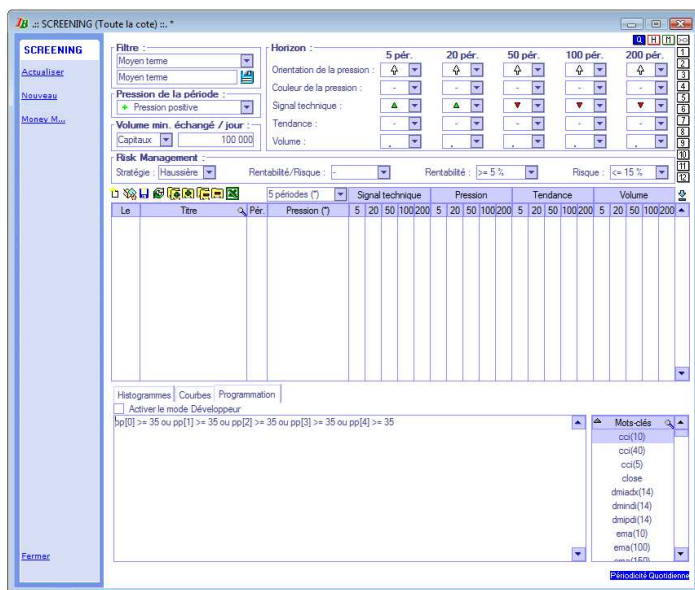 .:: SCREENING (Toute la cote) ::. *
SCREENING
Actualiser
Nouveau
Money M...
Fermer
Filtre :
Moyen terme
Moyen terme
Pression de la période :
+ Pression positive
Volume min. échangé / jour :
Capitaux 100 000
Horizon :
5 pér. 20 pér. 50 pér. 100 pér. 200 pér.
Orientation de la pression :
Couleur de la pression : - - - - -
Signal technique :
Tendance : - - - - -
Volume : . . . . .
Q H M
1
2
3
4
5
6
7
8
9
10
11
12
Risk Management :
Stratégie : Haussière Rentabilité/Risque : - Rentabilité : >= 5 % Risque : <= 15 %
5 périodes (*) Signal technique Pression Tendance Volume
Le Titre Pér. Pression (*) 5 20 50 100 200 5 20 50 100 200 5 20 50 100 200 5 20 50 100 200
Histogrammes Courbes Programmation
Activer le mode Développeur
pp[0] >= 35 ou pp[1] >= 35 ou pp[2] >= 35 ou pp[3] >= 35 ou pp[4] >= 35
Mots-clés
cci(10)
cci(40)
cci(5)
close
dmiadx(14)
dmindi(14)
dmipdi(14)
ema(10)
ema(100)
ema(150)
Périodicité Quotidienne